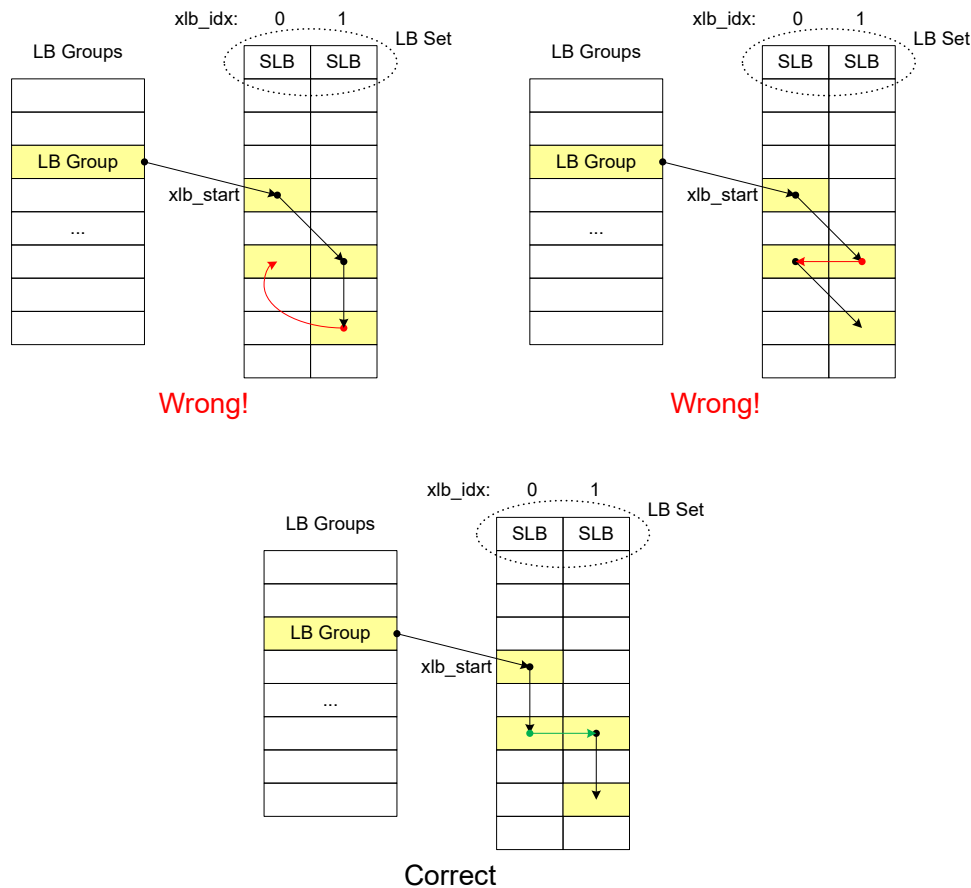 xlb_idx: 0 1
LB Set
LB Groups
SLB SLB
LB Group
xlb_start
...
Wrong!
xlb_idx: 0 1
LB Set
LB Groups
SLB SLB
LB Group
xlb_start
...
Wrong!
xlb_idx: 0 1
LB Set
LB Groups
SLB SLB
LB Group
xlb_start
...
Correct